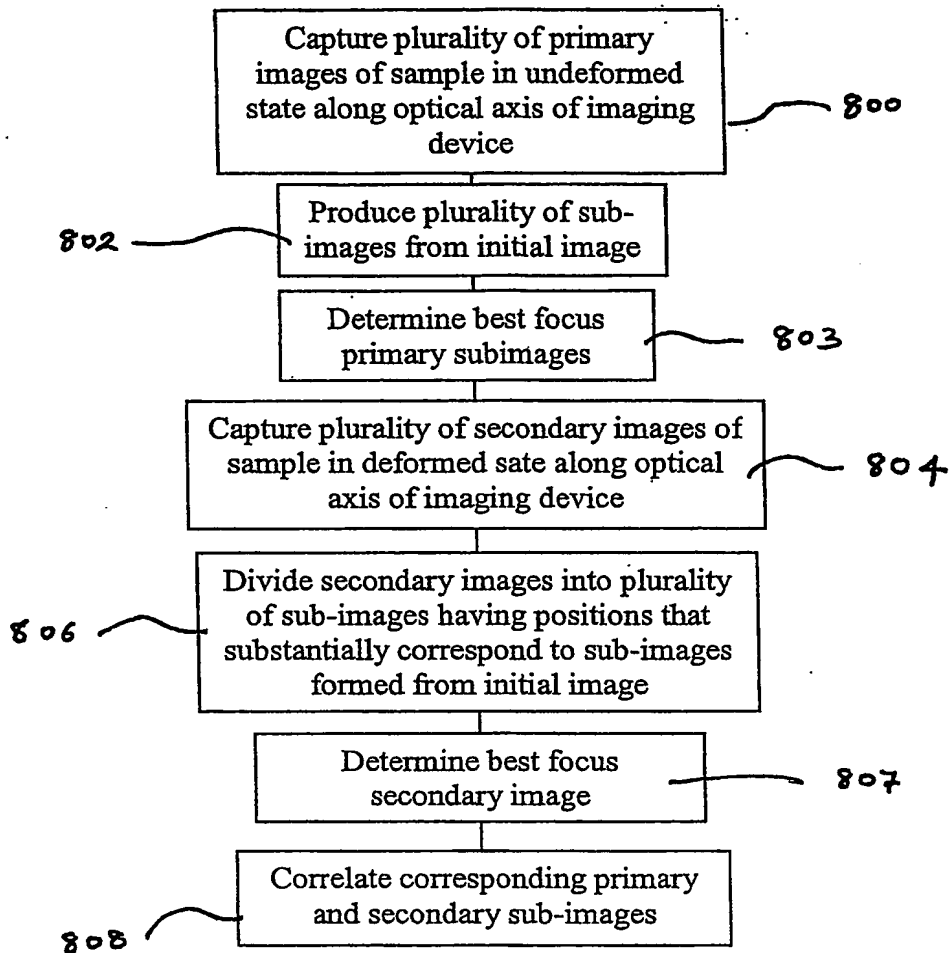 Capture plurality of primary
images of sample in undeformed
state along optical axis of imaging
device
800
Produce plurality of sub-
images from initial image
802
Determine best focus
primary subimages
803
Capture plurality of secondary images of
sample in deformed sate along optical
axis of imaging device
804
Divide secondary images into plurality
of sub-images having positions that
substantially correspond to sub-images
formed from initial image
806
Determine best focus
secondary image
807
Correlate corresponding primary
and secondary sub-images
808